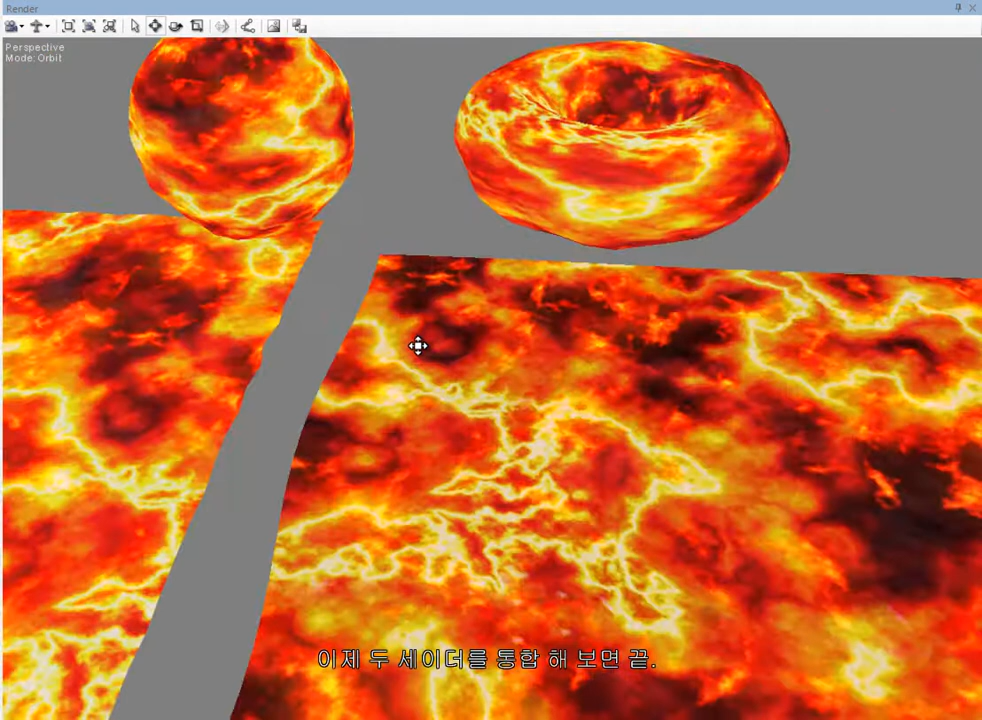 Render
Perspective
Mode: Orbit
이제 두 셰이더를 통합 해 보면 끝.